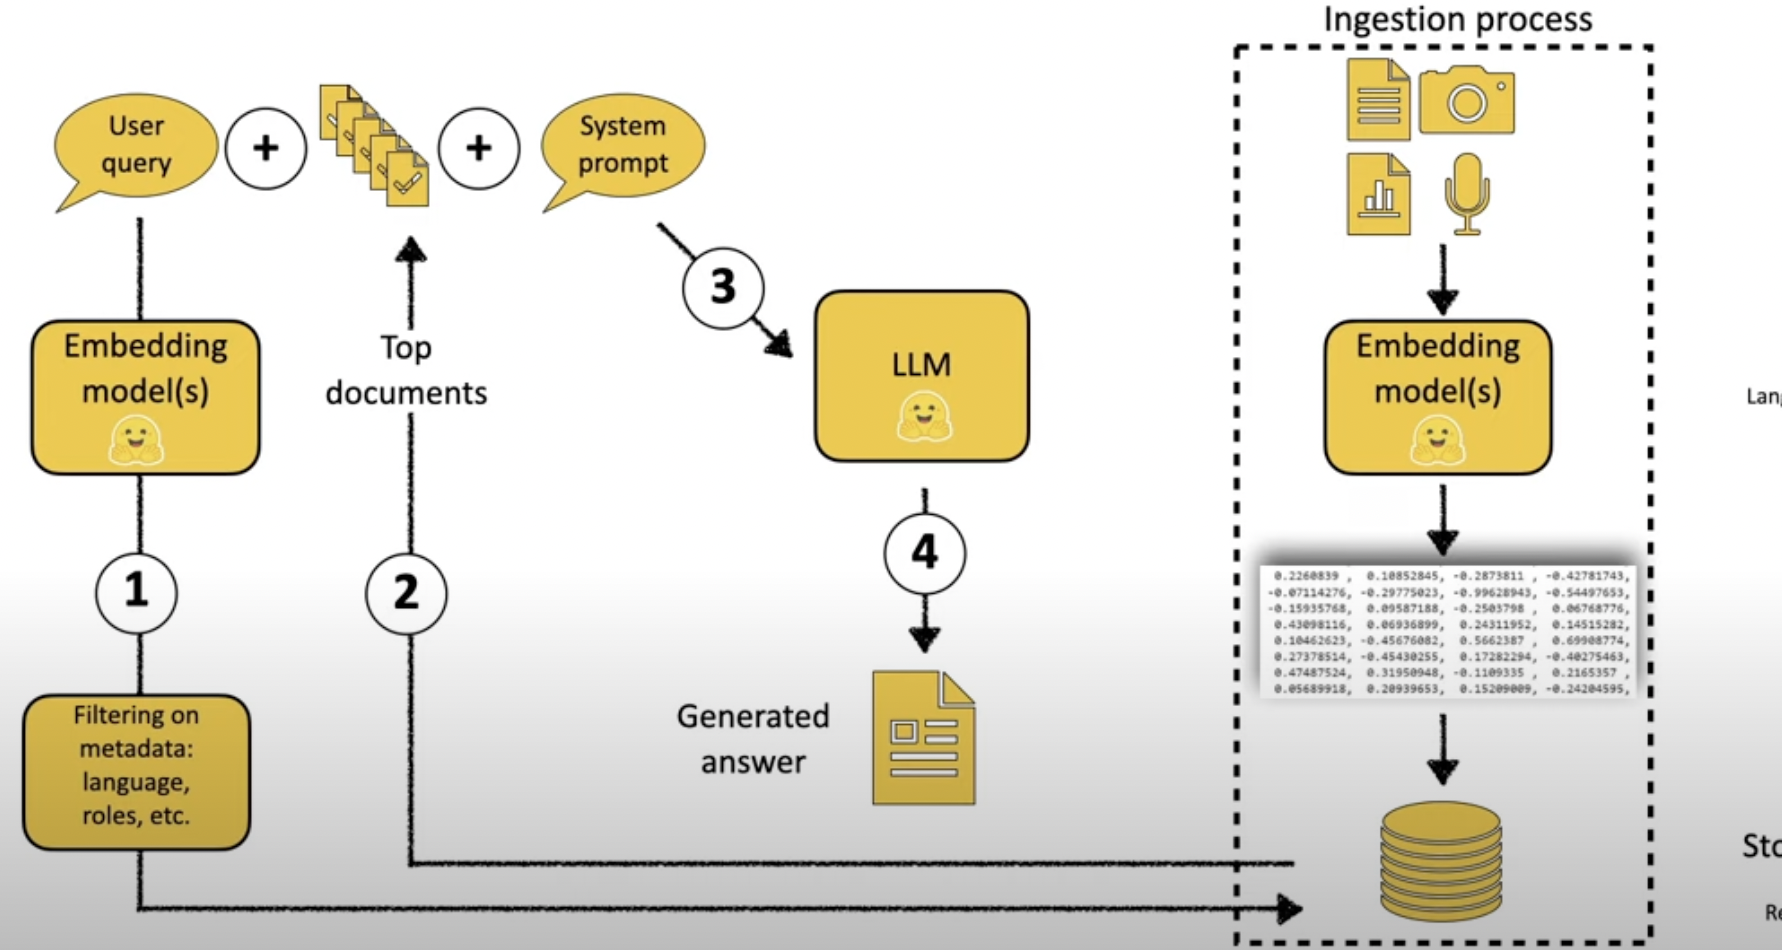 Ingestion process
User
query
+
+
System
prompt
3
Embedding
model(s)
Top
documents
LLM
Embedding
model(s)
1
2
4
0.2260839 , 0.10852845, -0.2873811 , -0.42781743,
-0.07114276, -0.29775023, -0.99628943, -0.54497653,
-0.15935768, 0.09587188, -0.2503798 , 0.06768776,
0.43098116, 0.06936899, 0.24311952, 0.14515282,
0.10462623, -0.45676082, 0.5662387 , 0.69908774,
0.27378514, -0.45430255, 0.17282294, -0.40275463,
0.47487524, 0.31950948, -0.1109335 , 0.2165357 ,
0.05689918, 0.20939653, 0.15209009, -0.24204595,
Filtering on
metadata:
language,
roles, etc.
Generated
answer